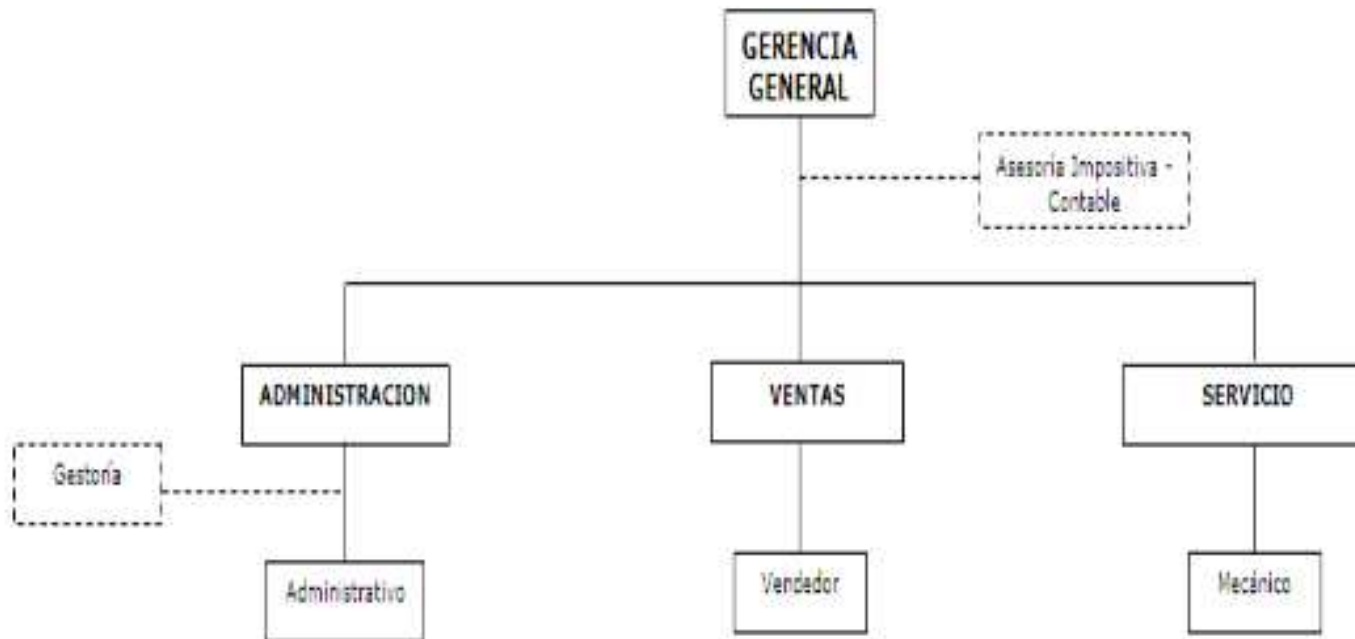 GERENCIA
GENERAL
Asesoría Impositiva -
Contable
ADMINISTRACION
VENTAS
SERVICIO
Gestoría
Administrativo
Vendedor
Mecánico